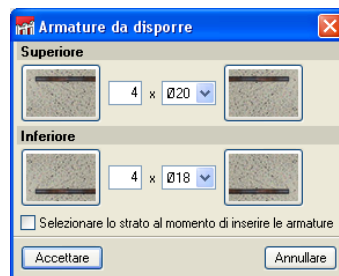 Armature da disporre
Superiore
4 x Ø20
Inferiore
4 x Ø18
Selezionare lo strato al momento di inserire le armature
Accettare Annullare